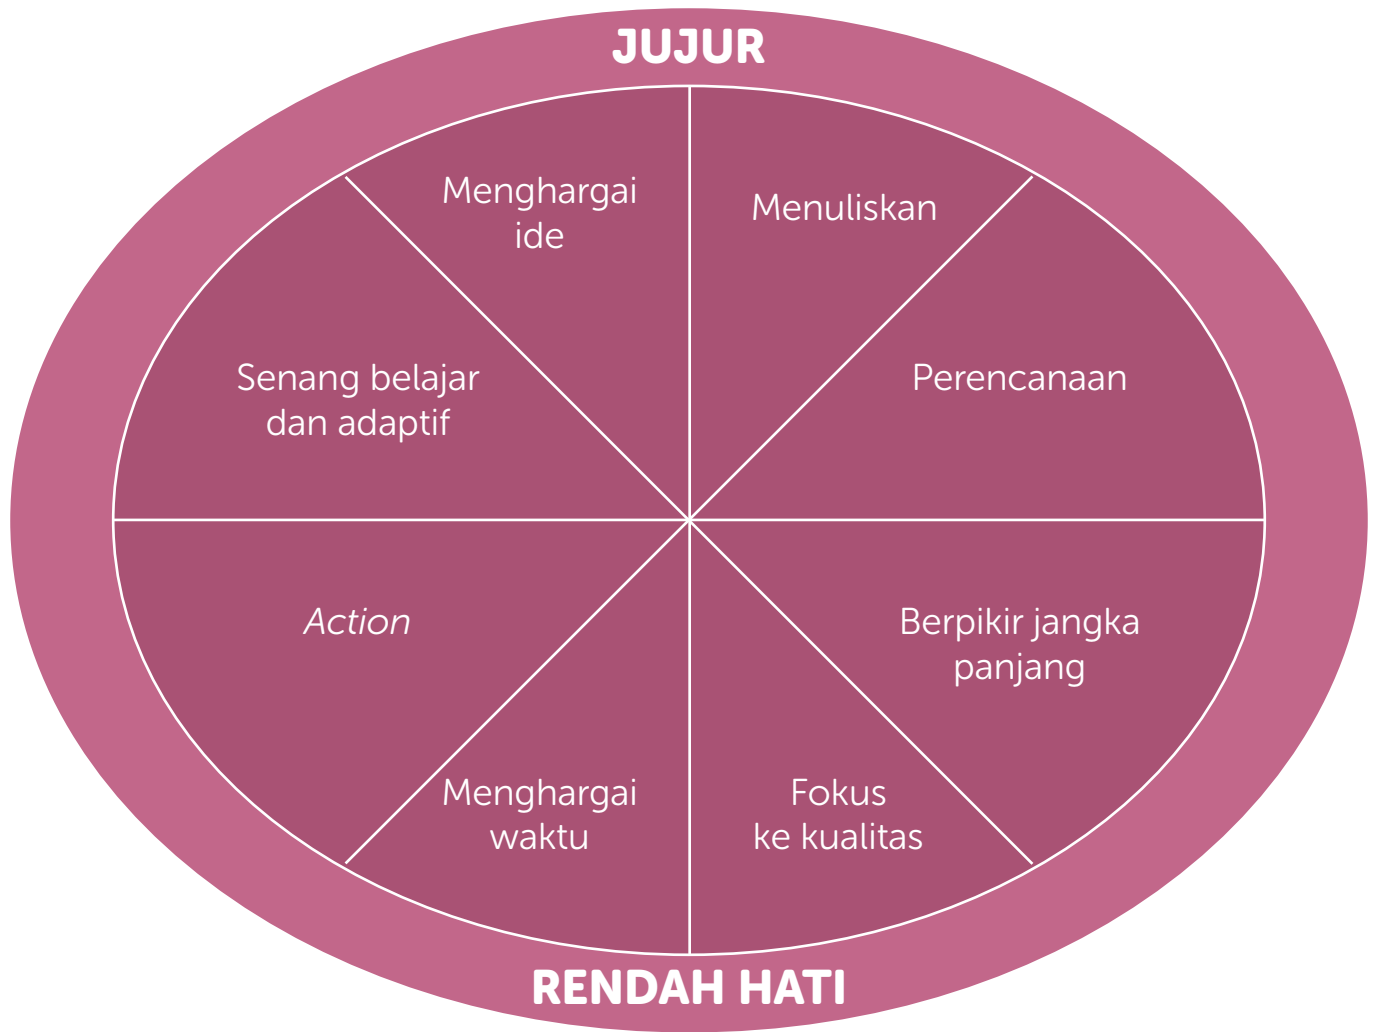 JUJUR
Menghargai
ide
Menuliskan
Senang belajar
dan adaptif
Perencanaan
Action
Berpikir jangka
panjang
Menghargai
waktu
Fokus
ke kualitas
RENDAH HATI